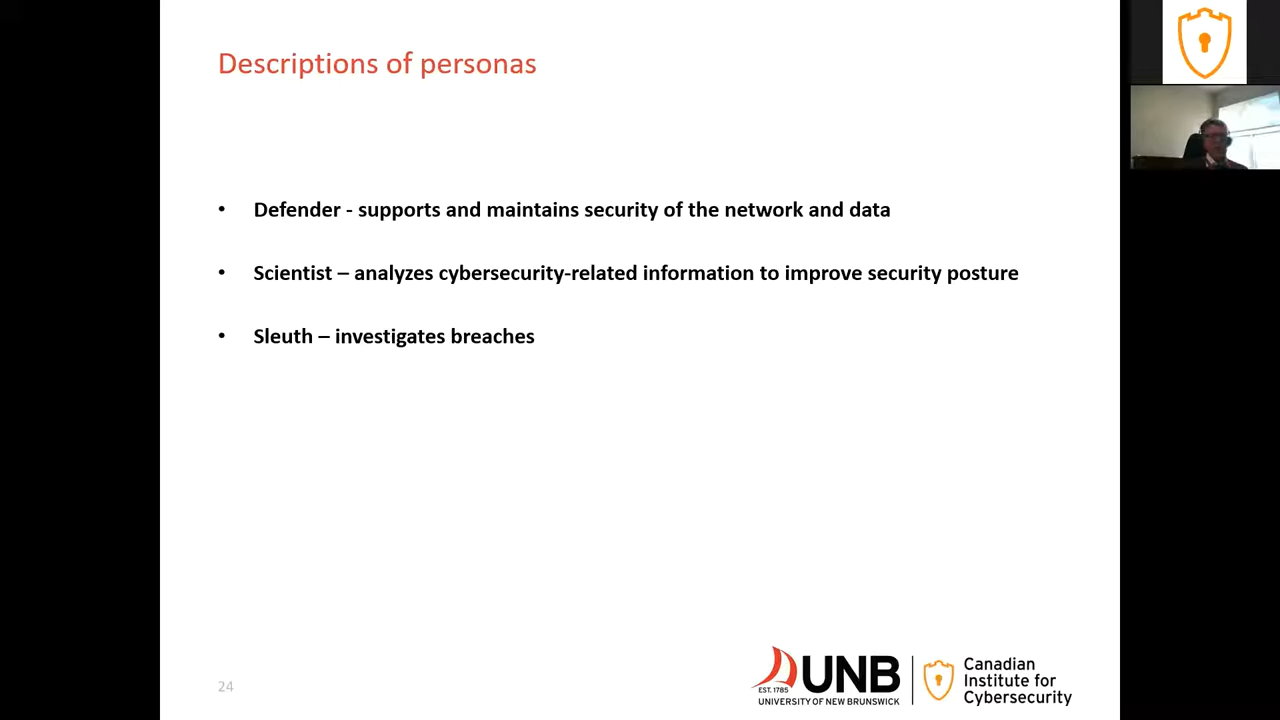 Descriptions of personas
• Defender - supports and maintains security of the network and data
• Scientist – analyzes cybersecurity-related information to improve security posture
• Sleuth – investigates breaches
24
EST. 1785
UNB
UNIVERSITY OF NEW BRUNSWICK
Canadian
Institute for
Cybersecurity